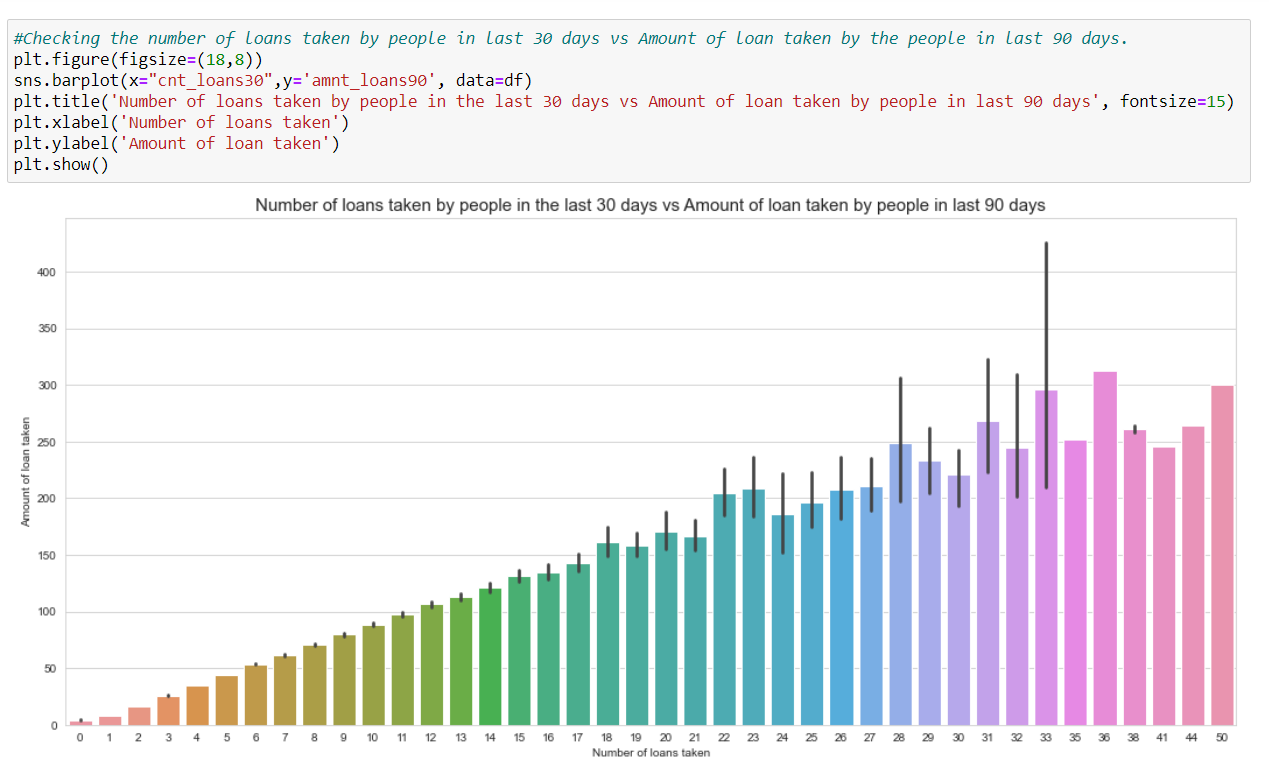 #Checking the number of loans taken by people in last 30 days vs Amount of loan taken by the people in last 90 days.
plt.figure(figsize=(18,8))
sns.barplot(x="cnt_loans30",y='amnt_loans90', data=df)
plt.title('Number of loans taken by people in the last 30 days vs Amount of loan taken by people in last 90 days', fontsize=15)
plt.xlabel('Number of loans taken')
plt.ylabel('Amount of loan taken')
plt.show()
Number of loans taken by people in the last 30 days vs Amount of loan taken by people in last 90 days
Amount of loan taken
400
350
300
250
200
150
100
50
0
0 1 2 3 4 5 6 7 8 9 10 11 12 13 14 15 16 17 18 19 20 21 22 23 24 25 26 27 28 29 30 31 32 33 35 36 38 41 44 50
Number of loans taken